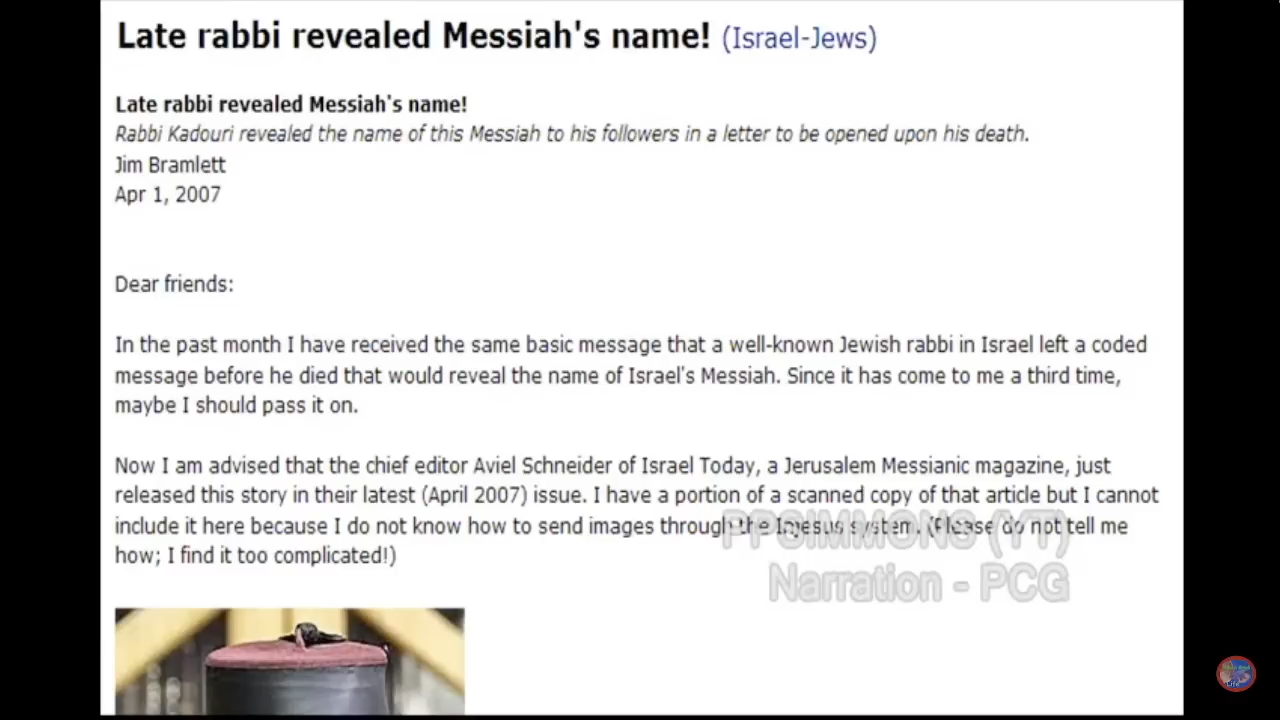 Late rabbi revealed Messiah's name! (Israel-Jews)
Late rabbi revealed Messiah's name!
Rabbi Kadouri revealed the name of this Messiah to his followers in a letter to be opened upon his death.
Jim Bramlett
Apr 1, 2007
Dear friends:
In the past month I have received the same basic message that a well-known Jewish rabbi in Israel left a coded
message before he died that would reveal the name of Israel's Messiah. Since it has come to me a third time,
maybe I should pass it on.
Now I am advised that the chief editor Aviel Schneider of Israel Today, a Jerusalem Messianic magazine, just
released this story in their latest (April 2007) issue. I have a portion of a scanned copy of that article but I cannot
include it here because I do not know how to send images through the Injesus system. (Please do not tell me
how; I find it too complicated!)
PPSIMMONS (YT)
Narration - PCG